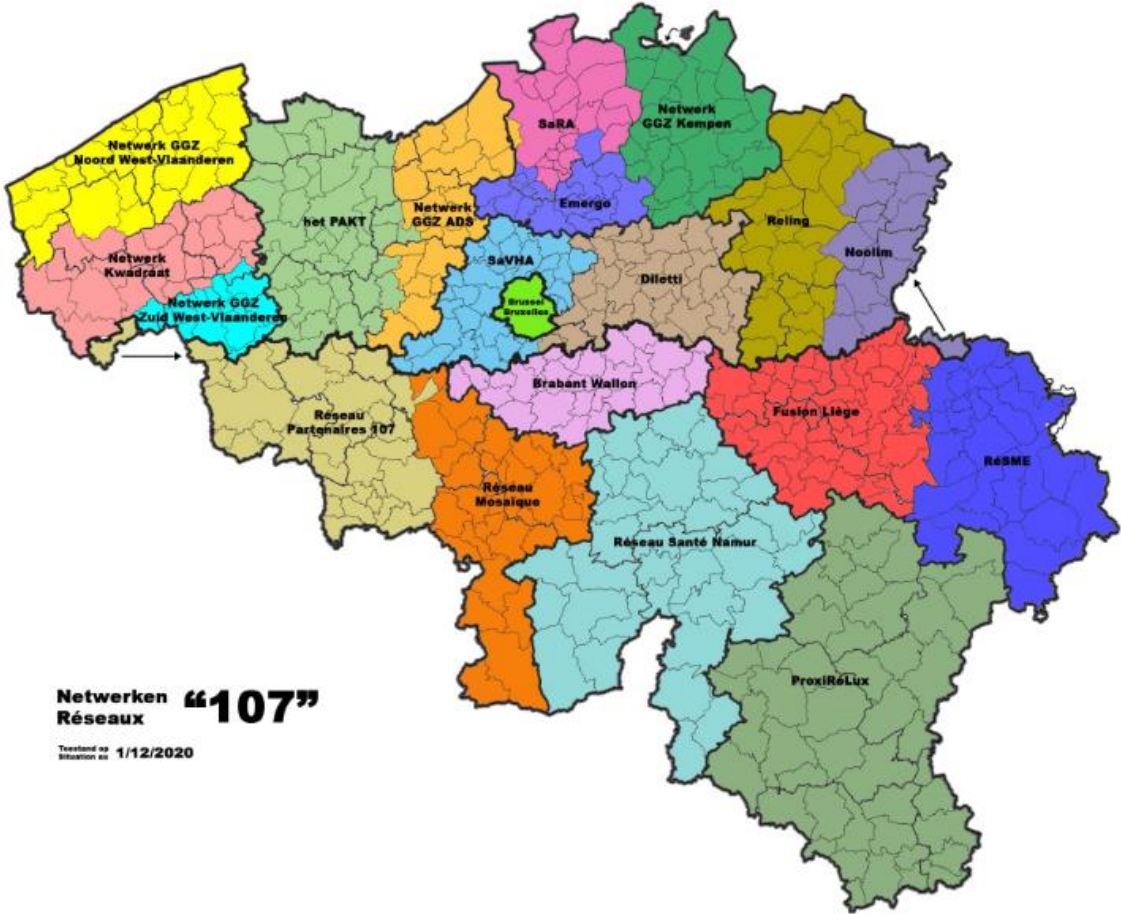 SaRA
Netwerk
GGZ Kempen
Netwerk GGZ
Noord West-Vlaanderen
het PAKT
Netwerk
GGZ ADS
Emergo
Reling
Noolim
Netwerk
Kwadraat
SaVHA
Diletti
Netwerk GGZ
Zuid West-Vlaanderen
Brussel
Bruxelles
Brabant Wallon
Réseau
Partenaires 107
Fusion Liège
RéSME
Réseau
Mosaïque
Réseau Santé Namur
ProxiRéLux
Netwerken
Réseaux
“107”
Toestand op
Situation au
1/12/2020